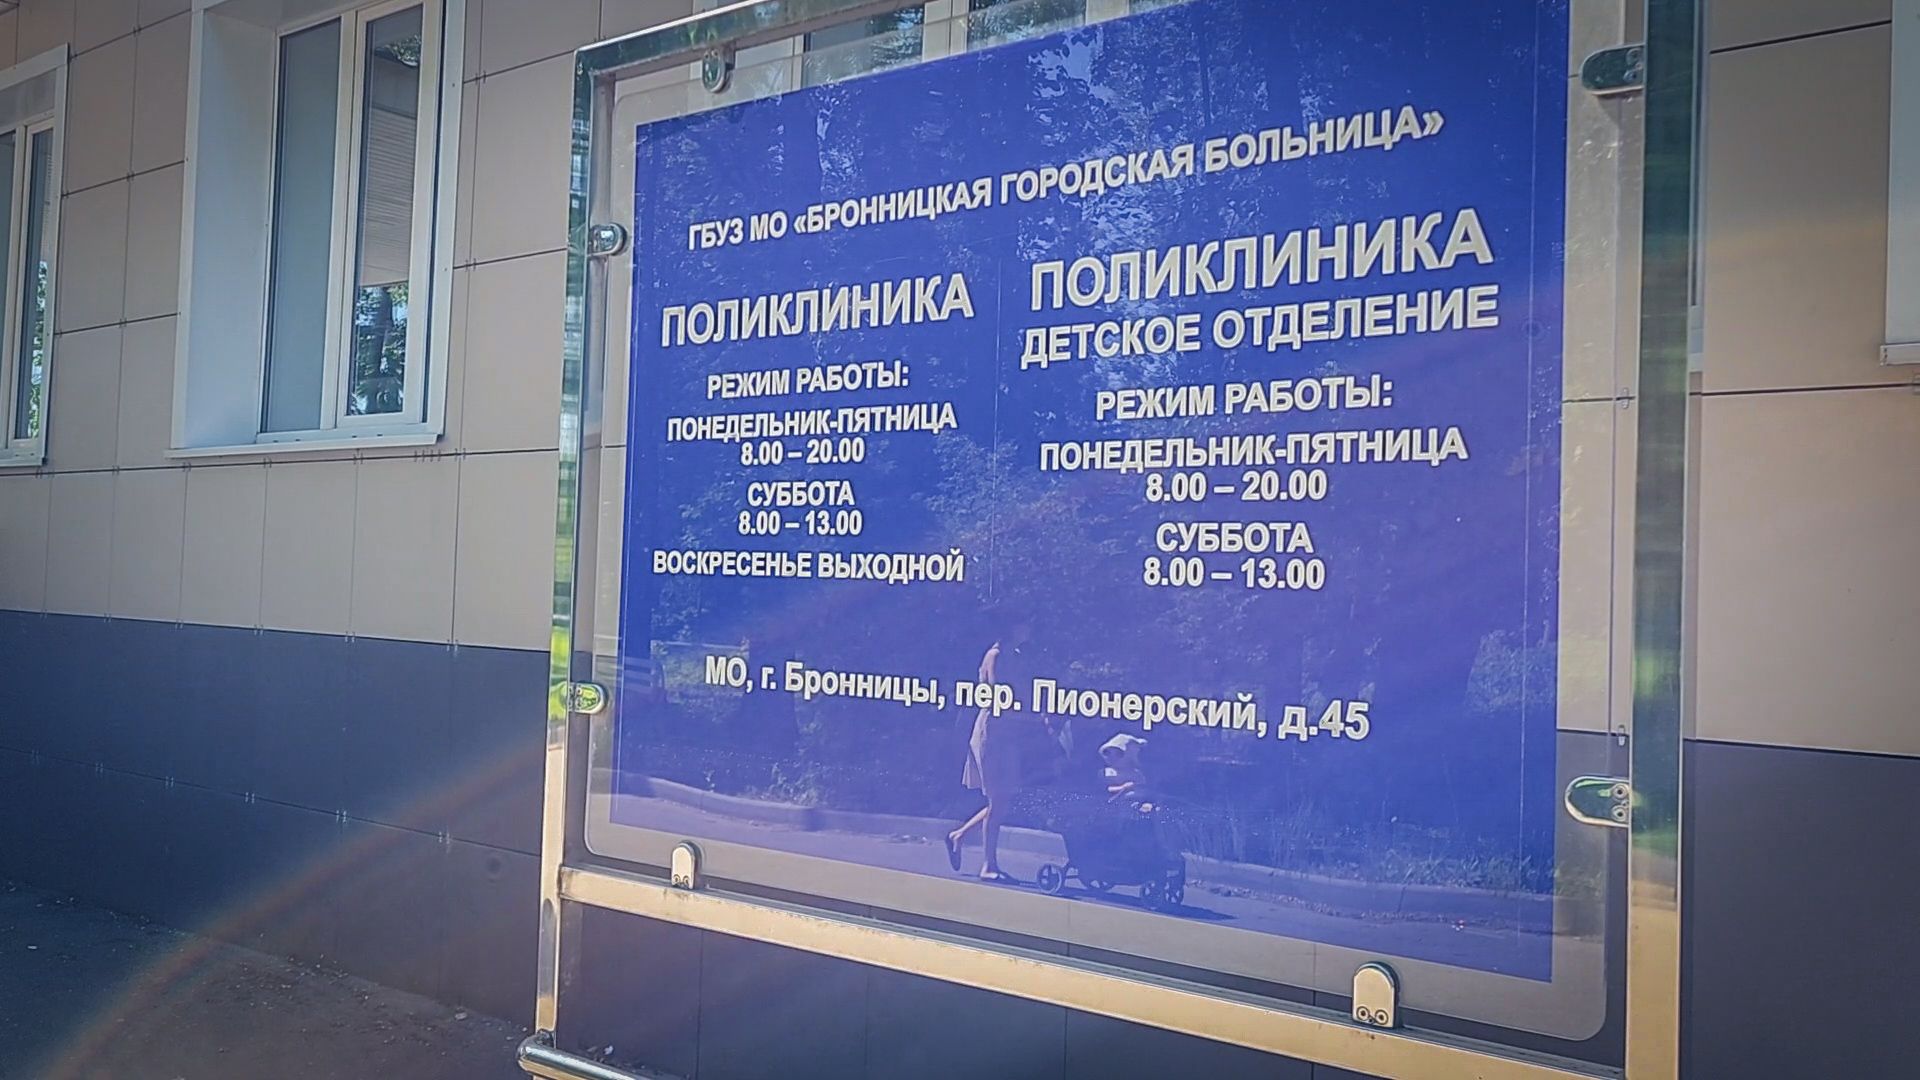 ГБУЗ МО «БРОННИЦКАЯ ГОРОДСКАЯ БОЛЬНИЦА»
ПОЛИКЛИНИКА
РЕЖИМ РАБОТЫ:
ПОНЕДЕЛЬНИК-ПЯТНИЦА
8.00 – 20.00
СУББОТА
8.00 – 13.00
ВОСКРЕСЕНЬЕ ВЫХОДНОЙ
ПОЛИКЛИНИКА
ДЕТСКОЕ ОТДЕЛЕНИЕ
РЕЖИМ РАБОТЫ:
ПОНЕДЕЛЬНИК-ПЯТНИЦА
8.00 – 20.00
СУББОТА
8.00 – 13.00
МО, г. Бронницы, пер. Пионерский, д.45